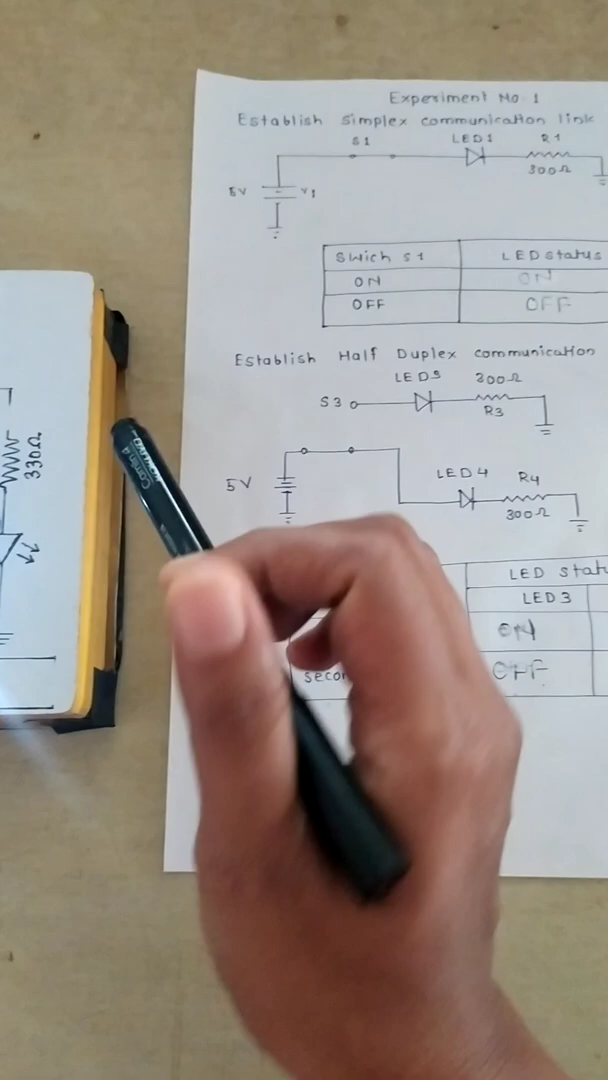 Experiment No. 1
Establish Simplex communication link
S1 LED1 R1
300Ω
5V V1
Swich S1 LED status
ON ON
OFF OFF
Establish Half Duplex communication
300Ω
S3 R3
5V LED4 R4
300Ω
LED
LED3
ON
OFF
330Ω